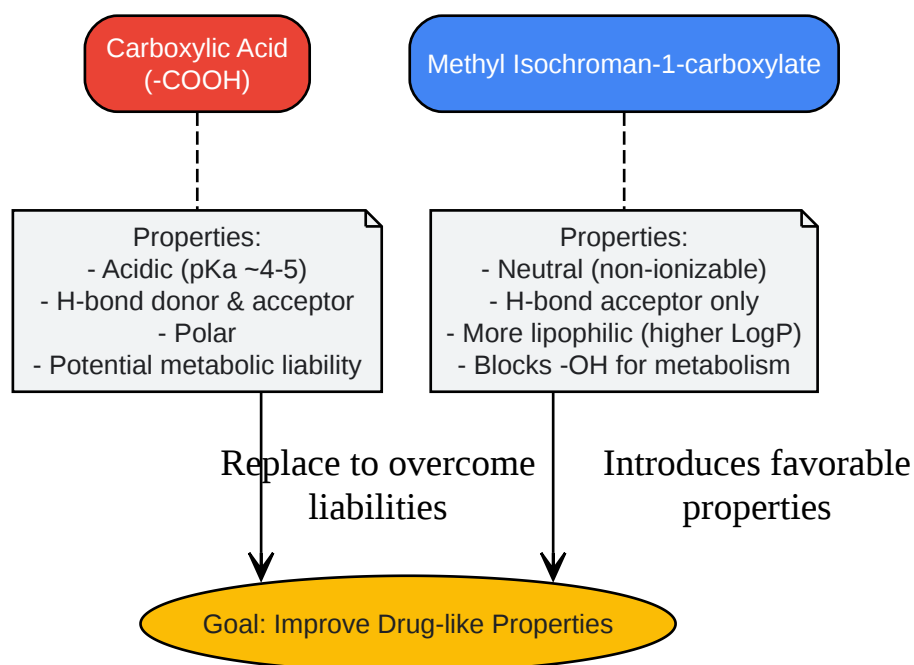 Carboxylic Acid
(-COOH)
Methyl Isochroman-1-carboxylate
Properties:
- Acidic (pKa ~4-5)
- H-bond donor & acceptor
- Polar
- Potential metabolic liability
Properties:
- Neutral (non-ionizable)
- H-bond acceptor only
- More lipophilic (higher LogP)
- Blocks -OH for metabolism
Replace to overcome
liabilities
Introduces favorable
properties
Goal: Improve Drug-like Properties